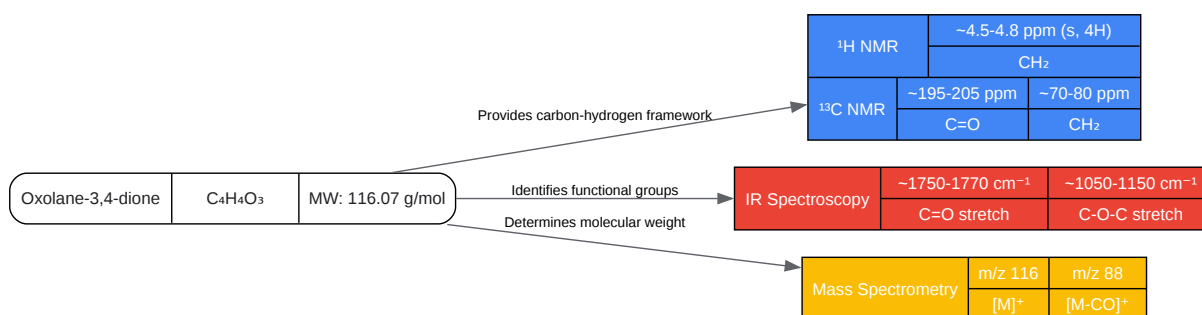 ¹H NMR
~4.5-4.8 ppm (s, 4H)
CH₂
¹³C NMR
~195-205 ppm
~70-80 ppm
C=O
CH₂
Provides carbon-hydrogen framework
Oxolane-3,4-dione
C₄H₄O₃
MW: 116.07 g/mol
Identifies functional groups
IR Spectroscopy
~1750-1770 cm⁻¹
~1050-1150 cm⁻¹
C=O stretch
C-O-C stretch
Determines molecular weight
Mass Spectrometry
m/z 116
m/z 88
[M]⁺
[M-CO]⁺